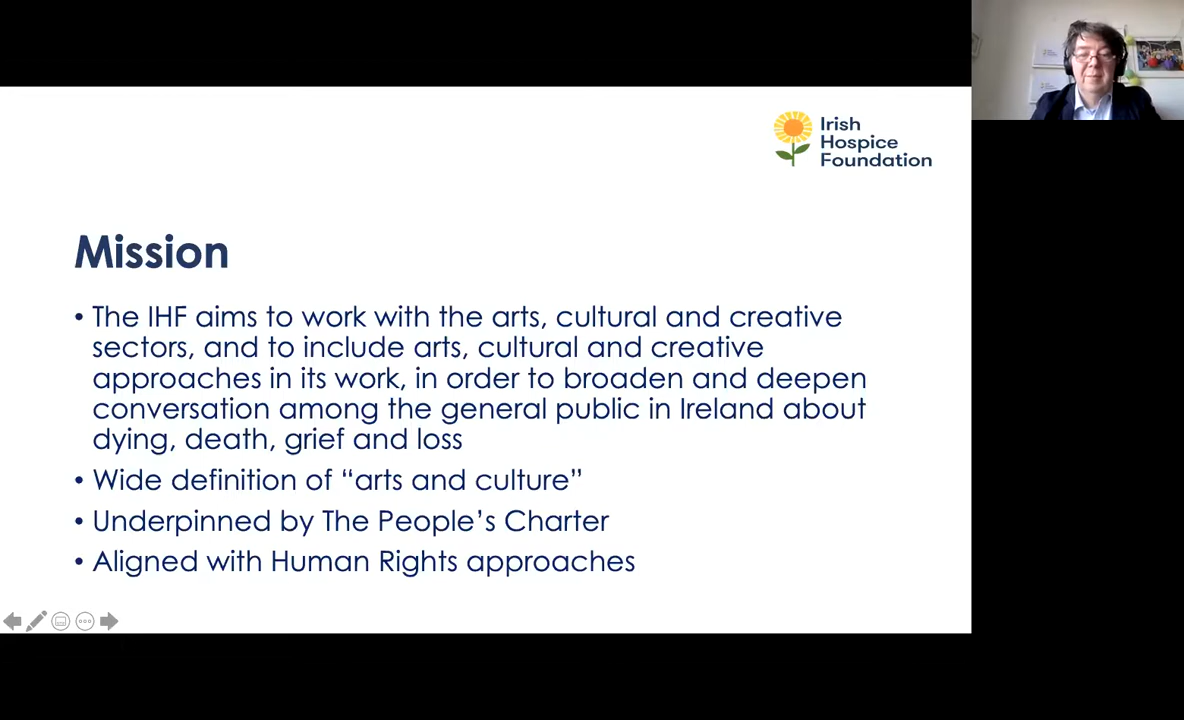 Irish
Hospice
Foundation
Mission
• The IHF aims to work with the arts, cultural and creative
sectors, and to include arts, cultural and creative
approaches in its work, in order to broaden and deepen
conversation among the general public in Ireland about
dying, death, grief and loss
• Wide definition of “arts and culture”
• Underpinned by The People’s Charter
• Aligned with Human Rights approaches